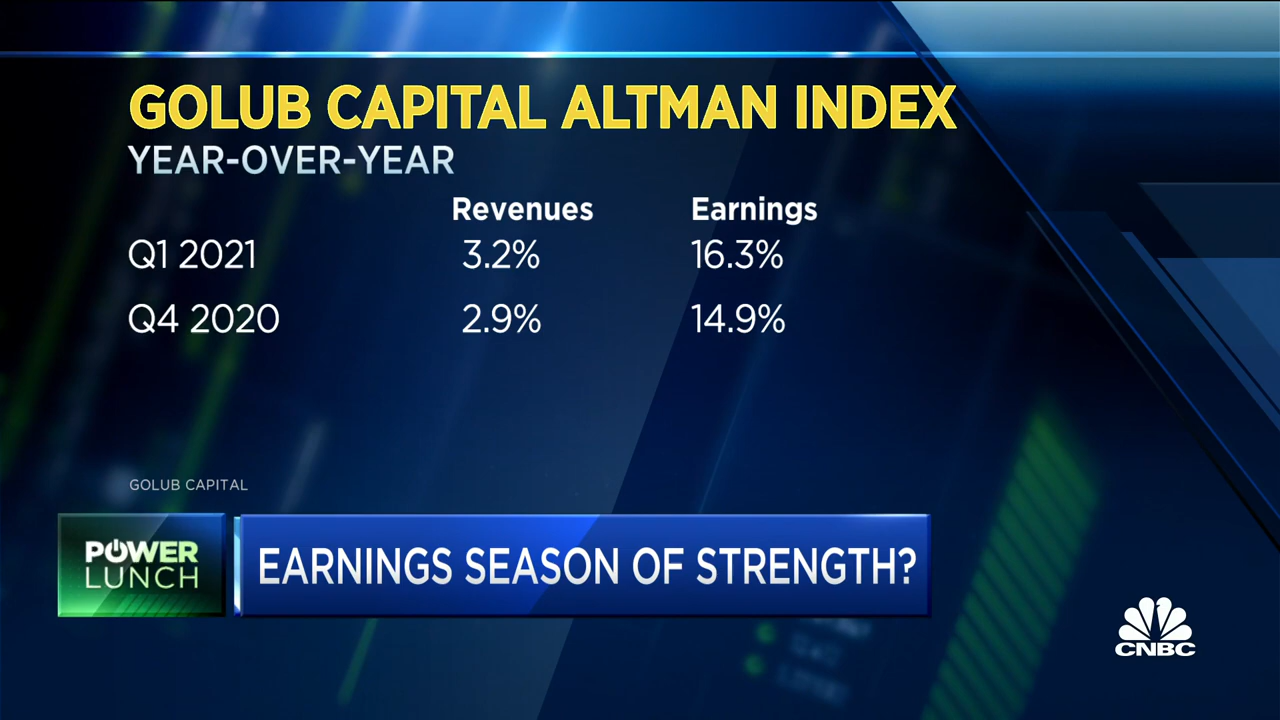 GOLUB CAPITAL ALTMAN INDEX
YEAR-OVER-YEAR
Revenues Earnings
Q1 2021 3.2% 16.3%
Q4 2020 2.9% 14.9%
GOLUB CAPITAL
POWER
LUNCH
EARNINGS SEASON OF STRENGTH?
CNBC